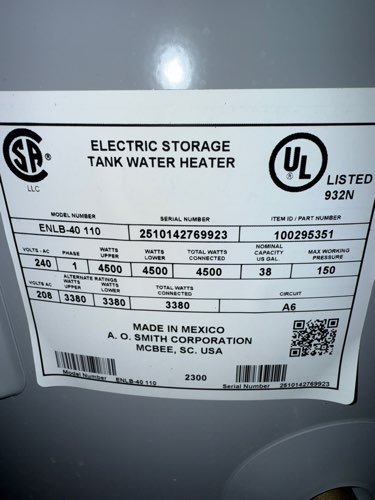 SA
LLC
ELECTRIC STORAGE
TANK WATER HEATER
UL
LISTED
932N
MODEL NUMBER SERIAL NUMBER ITEM ID / PART NUMBER
ENLB-40 110 2510142769923 100295351
VOLTS - AC PHASE WATTS UPPER WATTS LOWER TOTAL WATTS CONNECTED NOMINAL CAPACITY US GAL. MAX WORKING PRESSURE
240 1 4500 4500 4500 38 150
ALTERNATE RATINGS
VOLTS AC WATTS UPPER WATTS LOWER TOTAL WATTS CONNECTED CIRCUIT
208 3380 3380 3380 A6
MADE IN MEXICO
A. O. SMITH CORPORATION
MCBEE, SC. USA
Model Number ENLB-40 110 2300 Serial Number 2510142769923